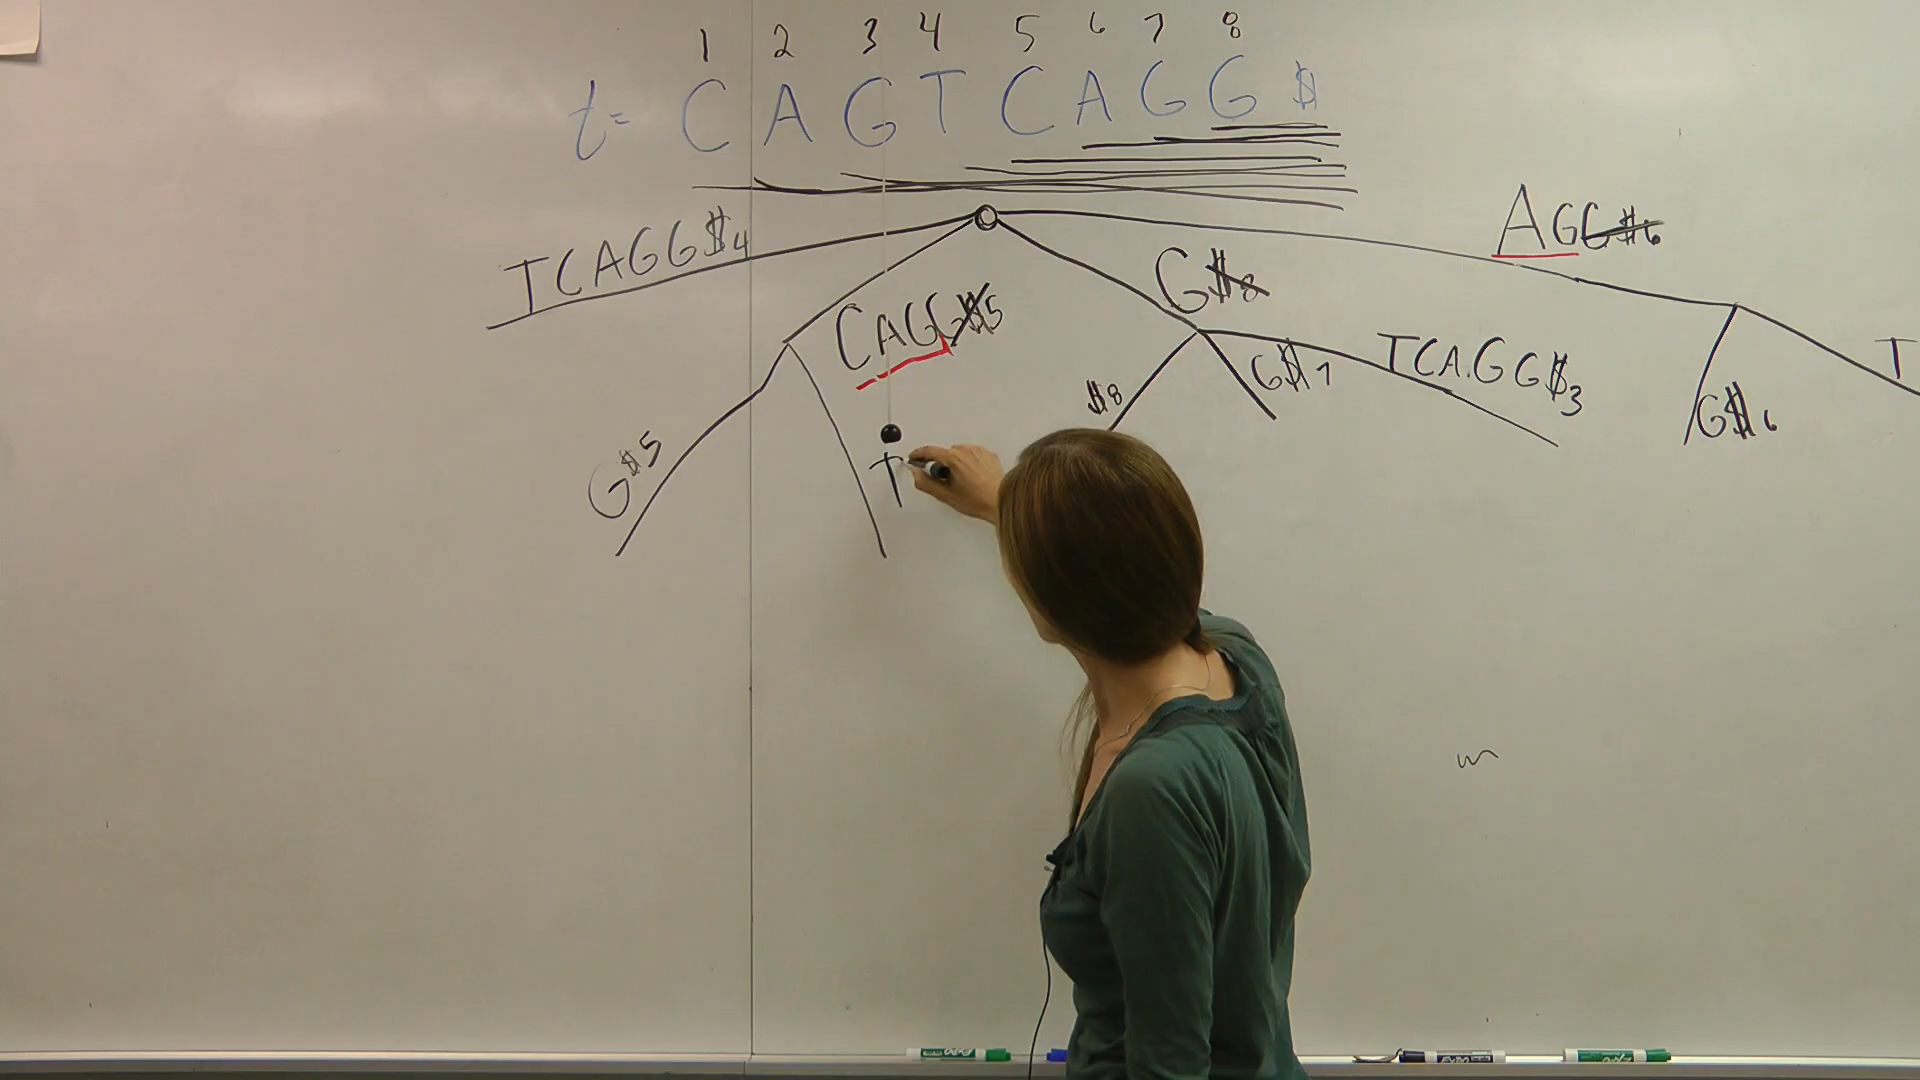 1 2 3 4 5 6 7 8
t= C A G T C A G G $
TCAGG$4
CAGG$5
G$8
AGG$6
G$5
T
$8
G$7
TCAGG$3
G$6
T